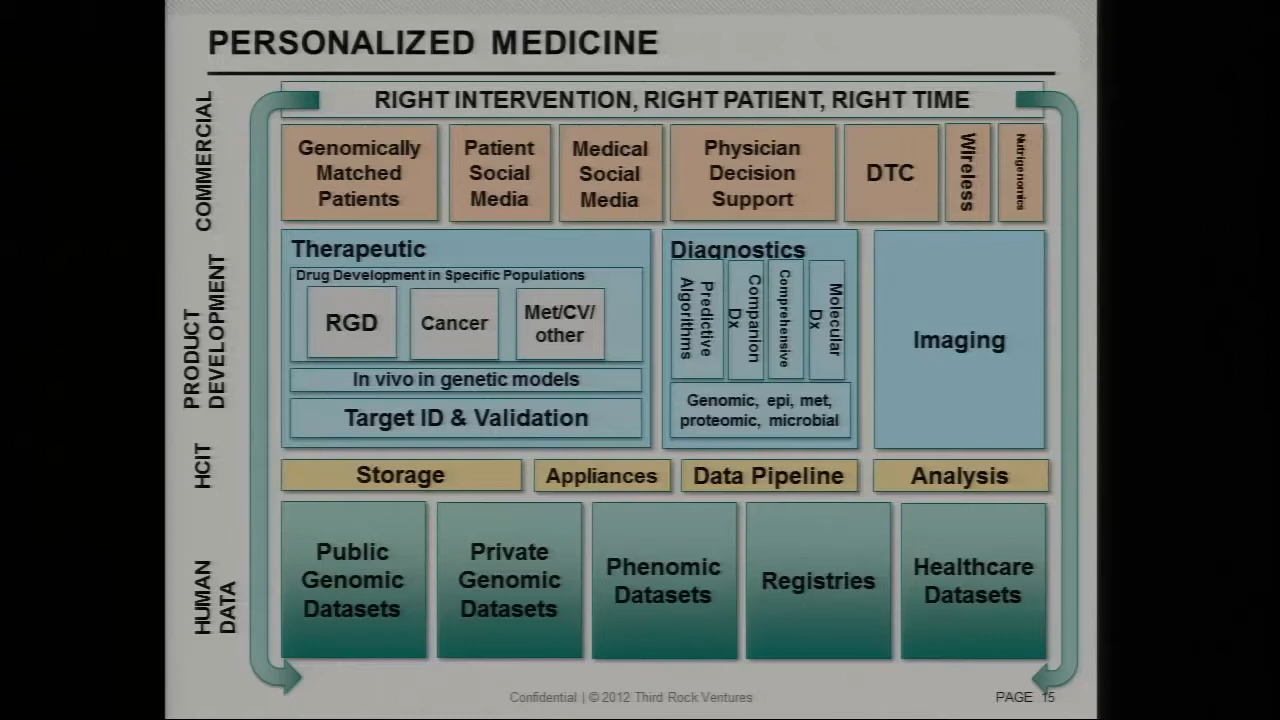 PERSONALIZED MEDICINE
RIGHT INTERVENTION, RIGHT PATIENT, RIGHT TIME
COMMERCIAL
Genomically
Matched
Patients
Patient
Social
Media
Medical
Social
Media
Physician
Decision
Support
DTC
Wireless
Nutrigenomics
PRODUCT
DEVELOPMENT
Therapeutic
Drug Development in Specific Populations
RGD
Cancer
Met/CV/
other
In vivo in genetic models
Target ID & Validation
Diagnostics
Predictive
Algorithms
Companion
Dx
Comprehensive
Molecular
Dx
Genomic, epi, met,
proteomic, microbial
Imaging
HCIT
Storage
Appliances
Data Pipeline
Analysis
HUMAN
DATA
Public
Genomic
Datasets
Private
Genomic
Datasets
Phenomic
Datasets
Registries
Healthcare
Datasets
Confidential | © 2012 Third Rock Ventures
PAGE 15